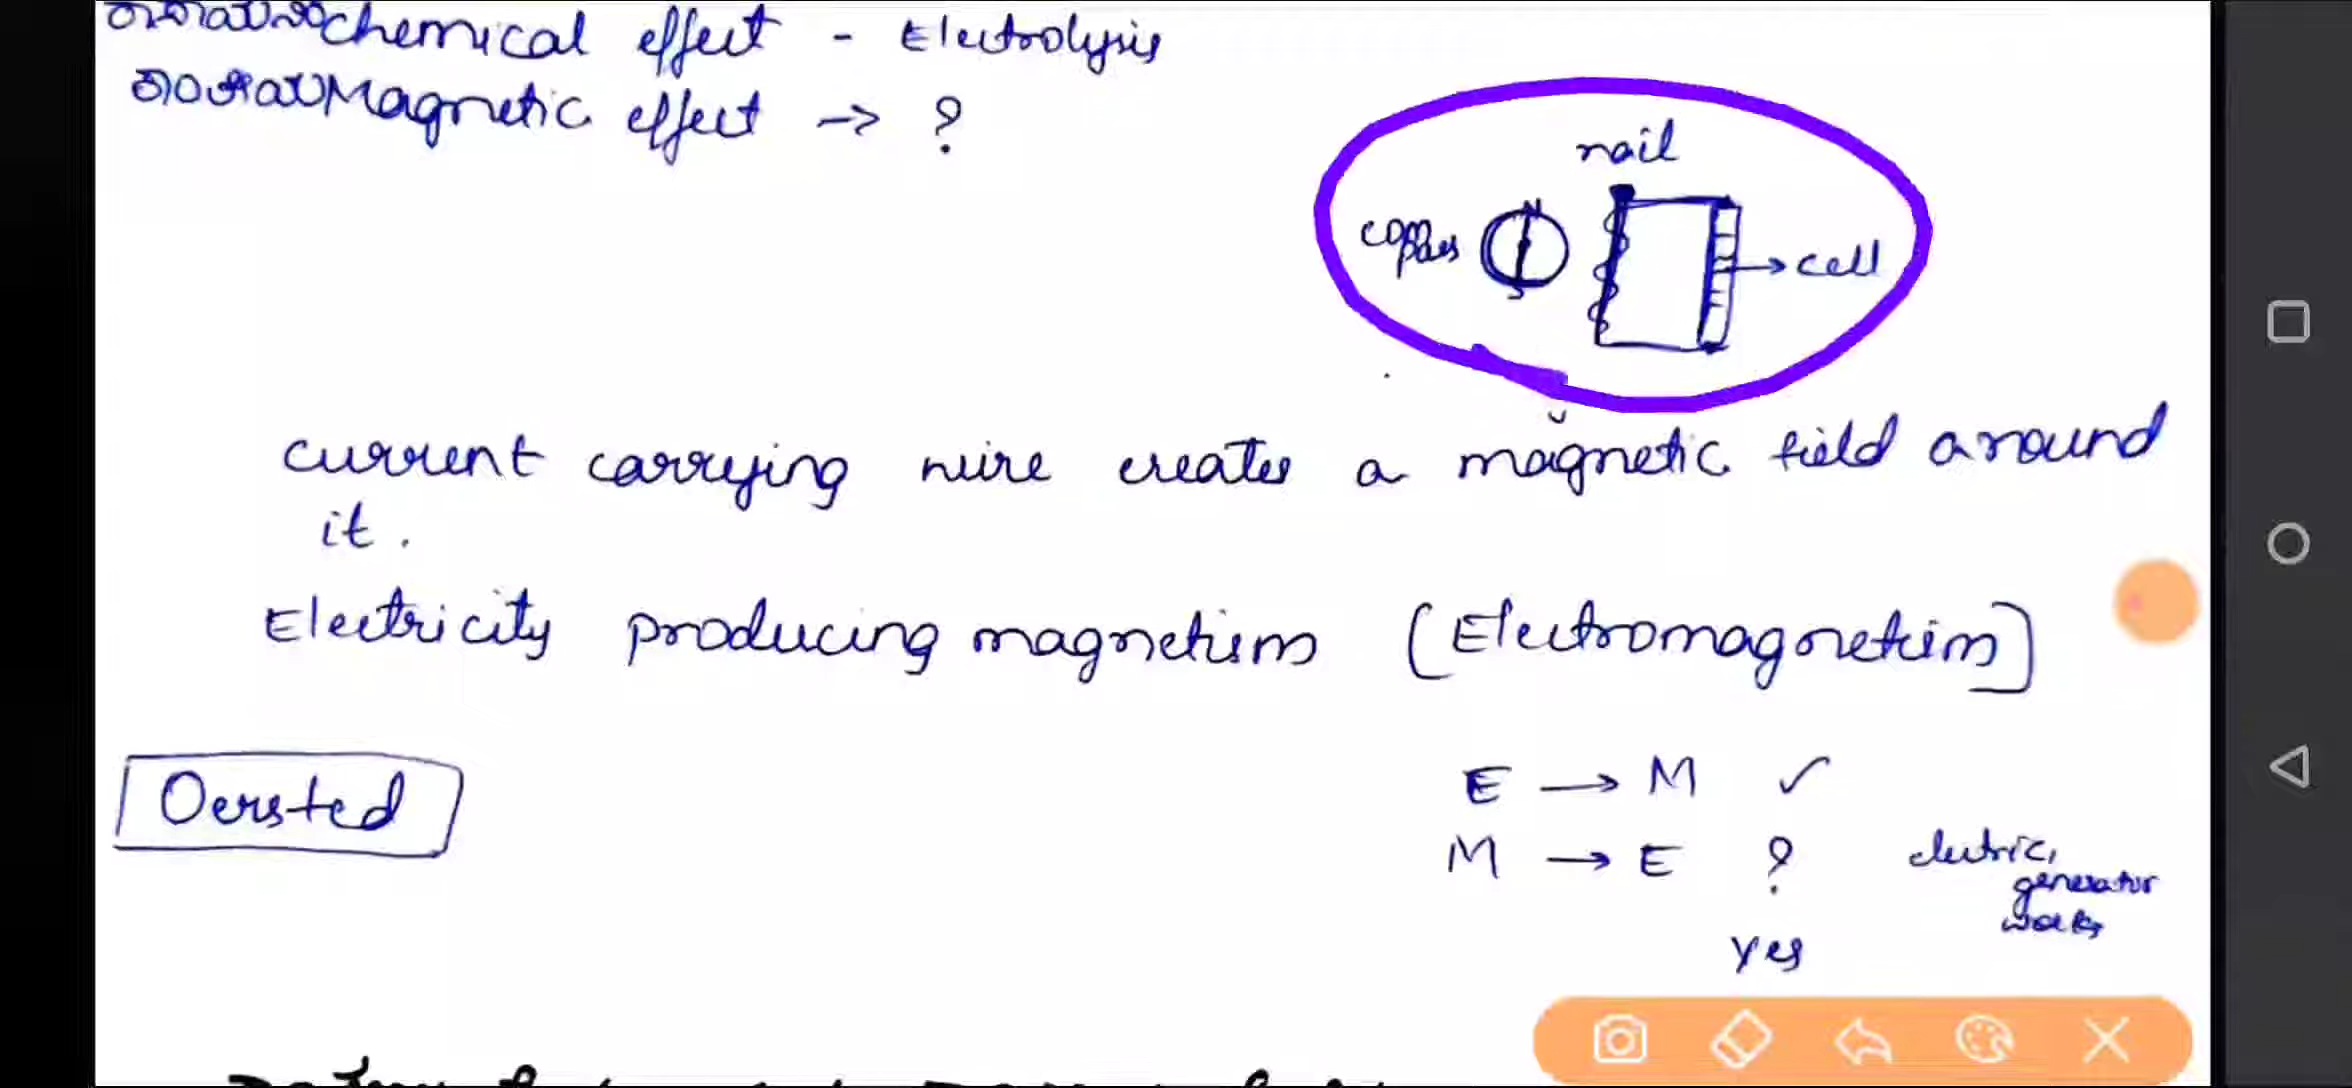 chemical effect - Electrolysis
Magnetic effect -> ?
nail
cell
current carrying wire creates a magnetic field around
it.
Electricity producing magnetism (Electromagnetism)
Oersted
E → M ✓
M → E ?
electric,
generator
works
yes